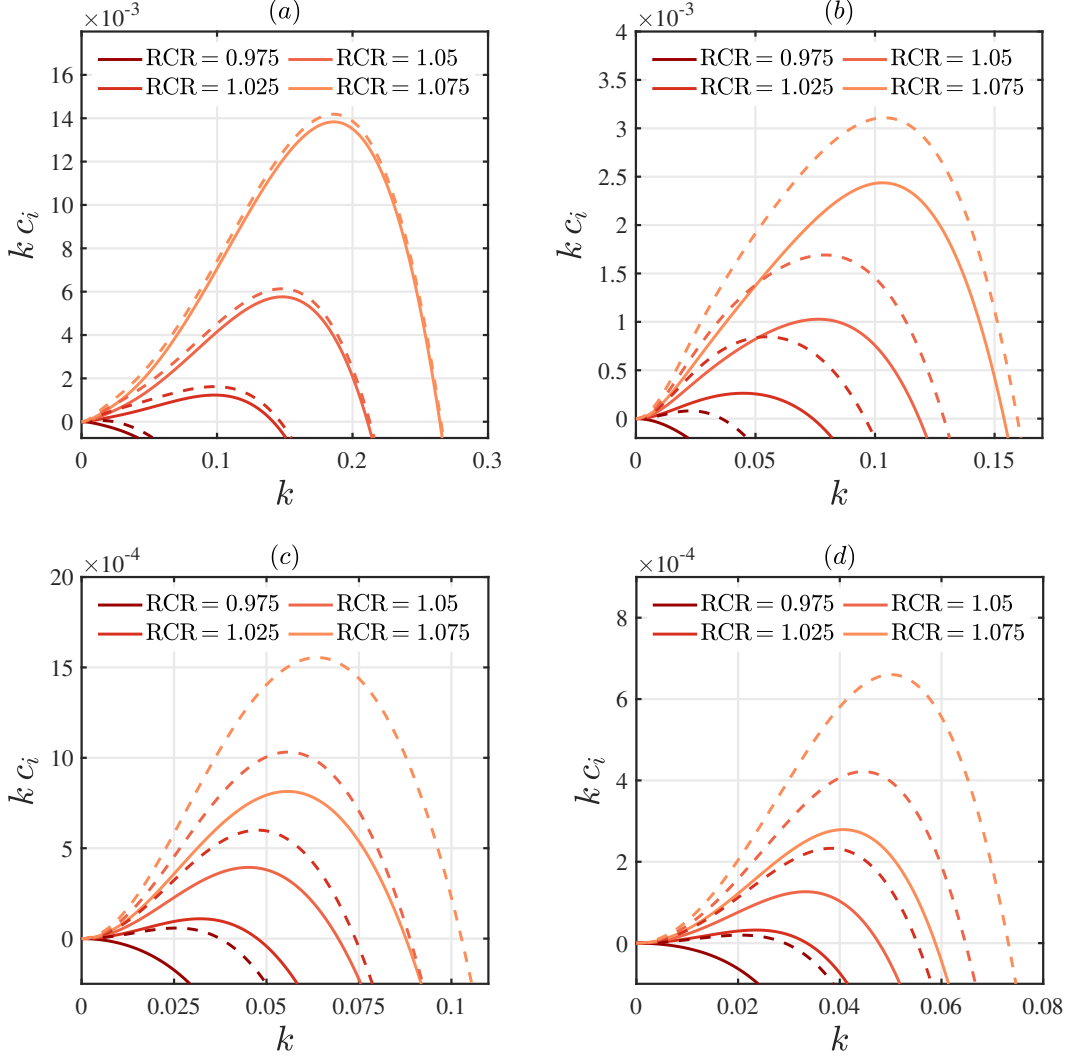 (a)
×10-3
RCR = 0.975 RCR = 1.05
RCR = 1.025 RCR = 1.075
16
14
12
10
8
6
4
2
0
k ci
0 0.1 0.2 0.3
k
(b)
×10-3
4
RCR = 0.975 RCR = 1.05
RCR = 1.025 RCR = 1.075
3.5
3
2.5
2
1.5
1
0.5
0
k ci
0 0.05 0.1 0.15
k
(c)
×10-4
20
RCR = 0.975 RCR = 1.05
RCR = 1.025 RCR = 1.075
15
10
5
0
k ci
0 0.025 0.05 0.075 0.1
k
(d)
×10-4
RCR = 0.975 RCR = 1.05
RCR = 1.025 RCR = 1.075
8
6
4
2
0
k ci
0 0.02 0.04 0.06 0.08
k